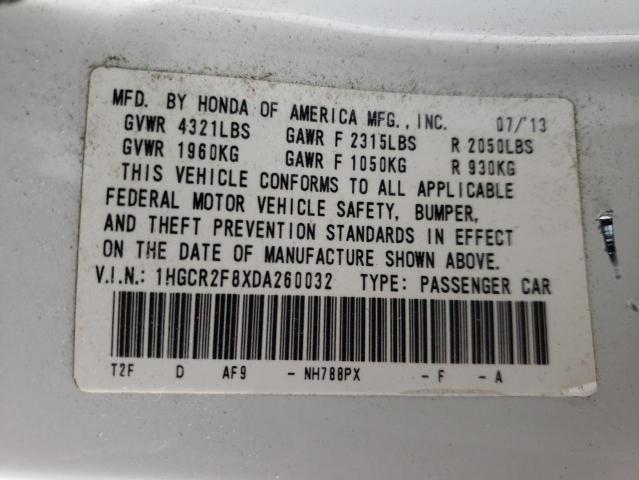 MFD. BY HONDA OF AMERICA MFG., INC. 07/'13
GVWR 4321LBS GAWR F 2315LBS R 2050LBS
GVWR 1960KG GAWR F 1050KG R 930KG
THIS VEHICLE CONFORMS TO ALL APPLICABLE
FEDERAL MOTOR VEHICLE SAFETY, BUMPER,
AND THEFT PREVENTION STANDARDS IN EFFECT
ON THE DATE OF MANUFACTURE SHOWN ABOVE.
V.I.N.: 1HGCR2F8XDA260032 TYPE: PASSENGER CAR
T2F D AF9 - NH788PX - F - A